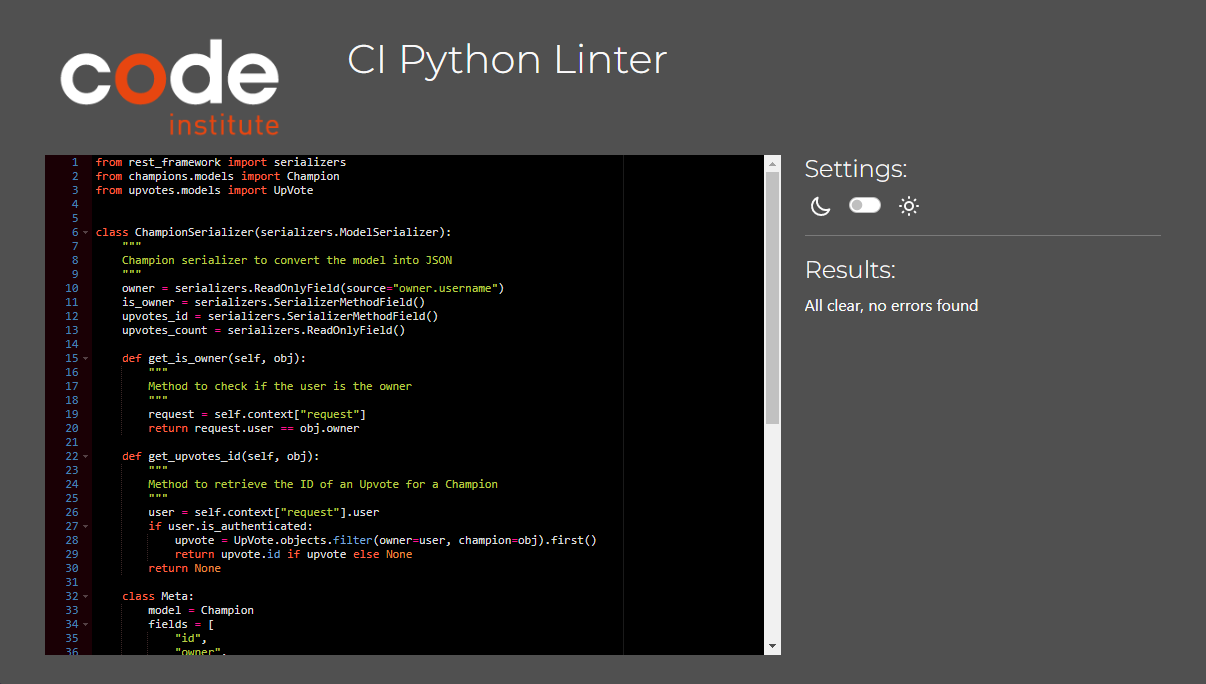 code
institute
CI Python Linter
1 from rest_framework import serializers
2 from champions.models import Champion
3 from upvotes.models import UpVote
4
5
6 class ChampionSerializer(serializers.ModelSerializer):
7     """
8     Champion serializer to convert the model into JSON
9     """
10     owner = serializers.ReadOnlyField(source="owner.username")
11     is_owner = serializers.SerializerMethodField()
12     upvotes_id = serializers.SerializerMethodField()
13     upvotes_count = serializers.ReadOnlyField()
14
15     def get_is_owner(self, obj):
16         """
17         Method to check if the user is the owner
18         """
19         request = self.context["request"]
20         return request.user == obj.owner
21
22     def get_upvotes_id(self, obj):
23         """
24         Method to retrieve the ID of an Upvote for a Champion
25         """
26         user = self.context["request"].user
27         if user.is_authenticated:
28             upvote = UpVote.objects.filter(owner=user, champion=obj).first()
29             return upvote.id if upvote else None
30         return None
31
32     class Meta:
33         model = Champion
34         fields = [
35             "id",
36             "owner",
Settings:
Results:
All clear, no errors found